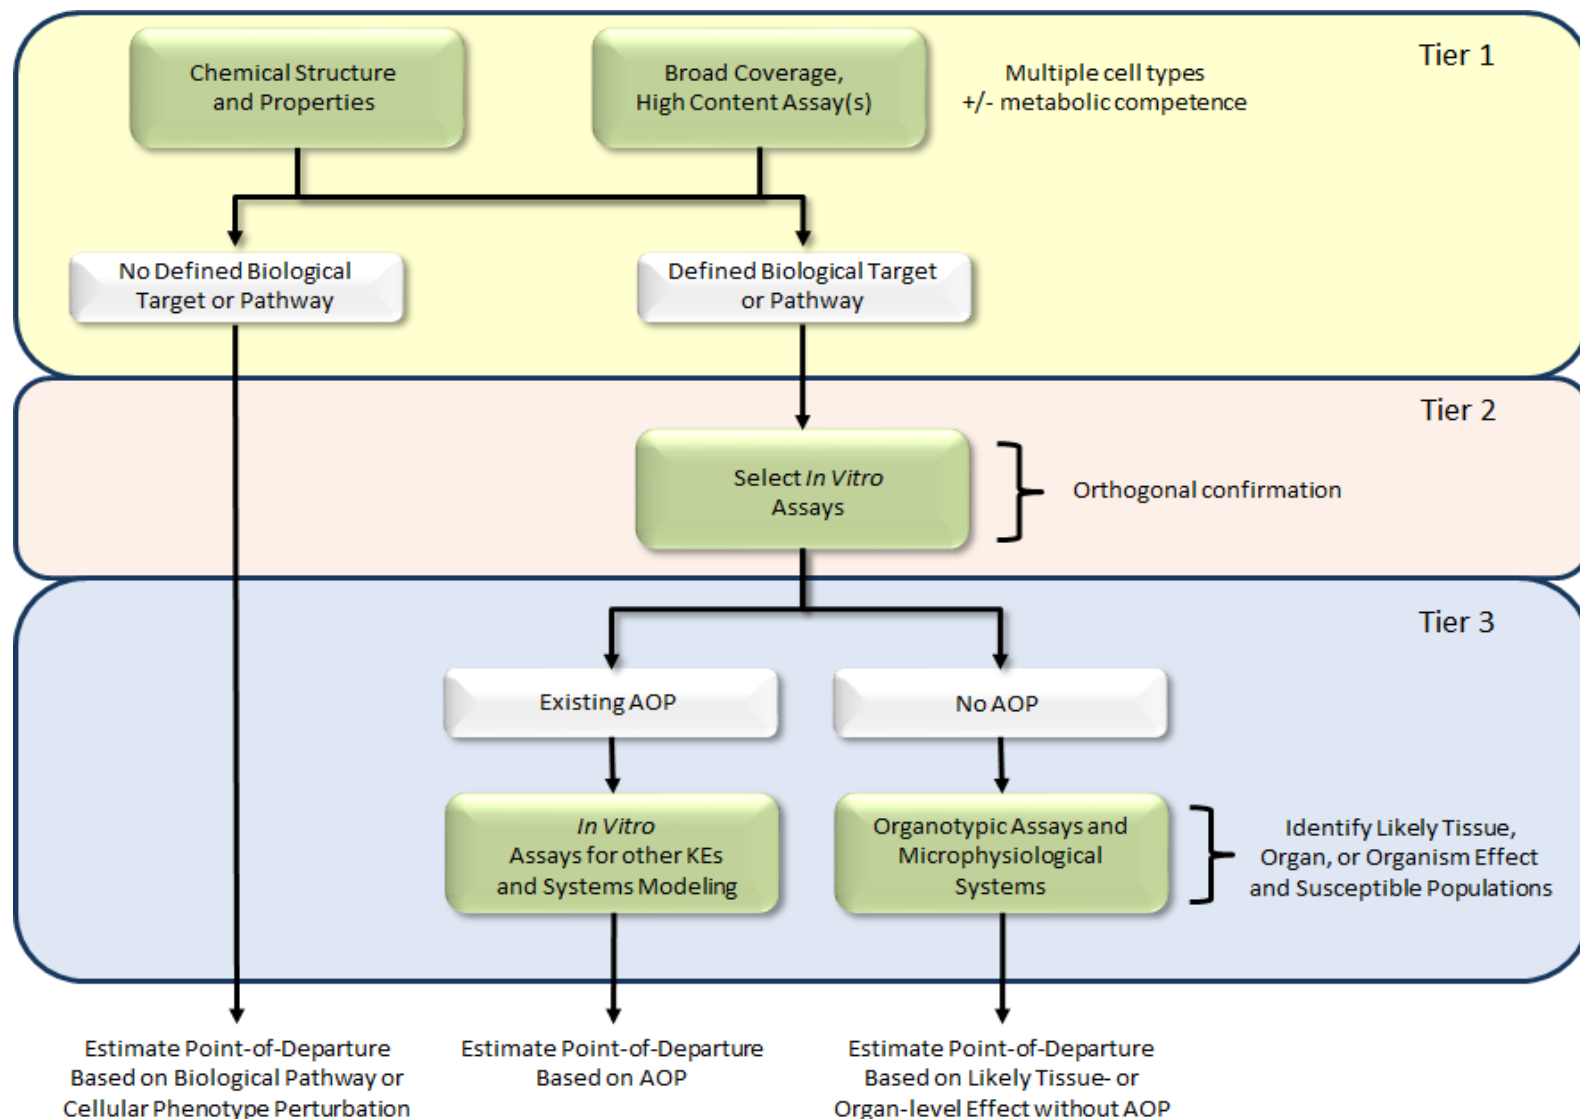 Tier 1
Chemical Structure
and Properties
Broad Coverage,
High Content Assay(s)
Multiple cell types
+/- metabolic competence
No Defined Biological
Target or Pathway
Defined Biological Target
or Pathway
Tier 2
Select In Vitro
Assays
Orthogonal confirmation
Tier 3
Existing AOP
No AOP
In Vitro
Assays for other KEs
and Systems Modeling
Organotypic Assays and
Microphysiological
Systems
Identify Likely Tissue,
Organ, or Organism Effect
and Susceptible Populations
Estimate Point-of-Departure
Based on Biological Pathway or
Cellular Phenotype Perturbation
Estimate Point-of-Departure
Based on AOP
Estimate Point-of-Departure
Based on Likely Tissue- or
Organ-level Effect without AOP